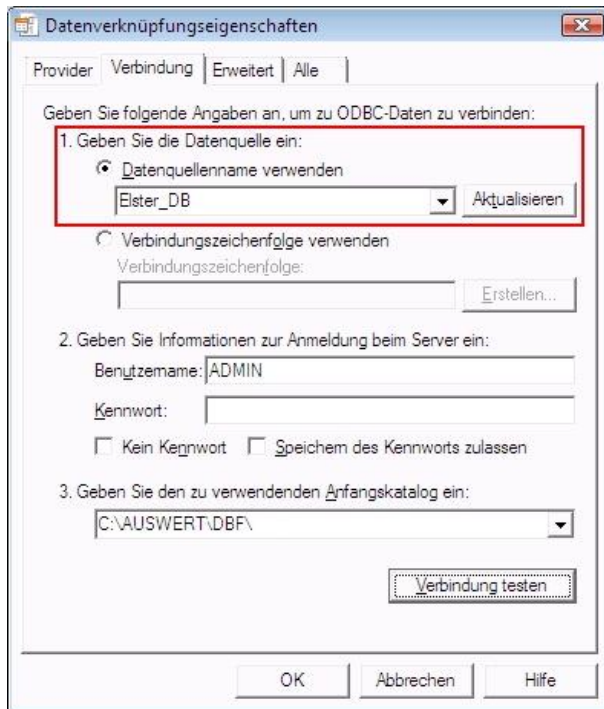 Datenverknüpfungseigenschaften
Provider Verbindung Erweitert Alle
Geben Sie folgende Angaben an, um zu ODBC-Daten zu verbinden:
1. Geben Sie die Datenquelle ein:
Datenquellenname verwenden
Elster_DB Aktualisieren
Verbindungszeichenfolge verwenden
Verbindungszeichenfolge:
Erstellen...
2. Geben Sie Informationen zur Anmeldung beim Server ein:
Benutzername: ADMIN
Kennwort:
Kein Kennwort Speichern des Kennworts zulassen
3. Geben Sie den zu verwendenden Anfangskatalog ein:
C:\AUSWERT\DBF\
Verbindung testen
OK Abbrechen Hilfe